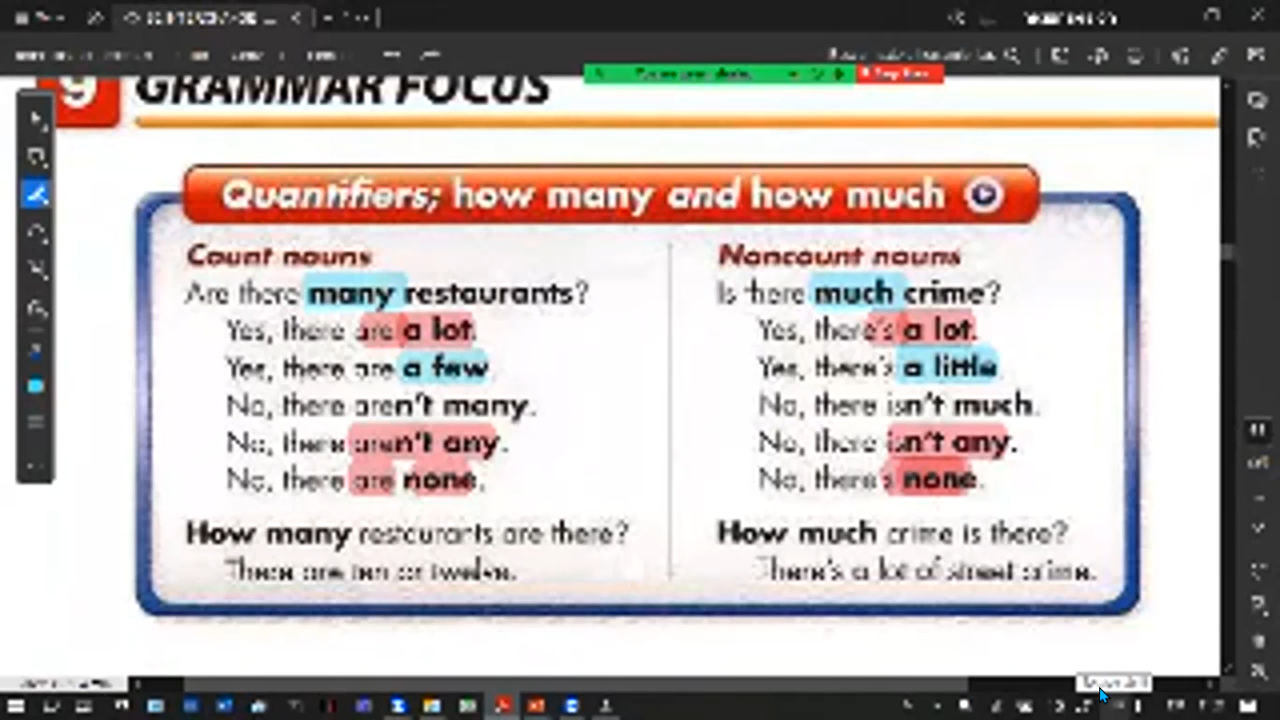 9 GRAMMAR FOCUS
Quantifiers; how many and how much
Count nouns
Are there many restaurants?
Yes, there are a lot.
Yes, there are a few.
No, there aren't many.
No, there aren't any.
No, there are none.
How many restaurants are there?
There are ten or twelve.
Noncount nouns
Is there much crime?
Yes, there's a lot.
Yes, there's a little.
No, there isn't much.
No, there isn't any.
No, there's none.
How much crime is there?
There's a lot of street crime.